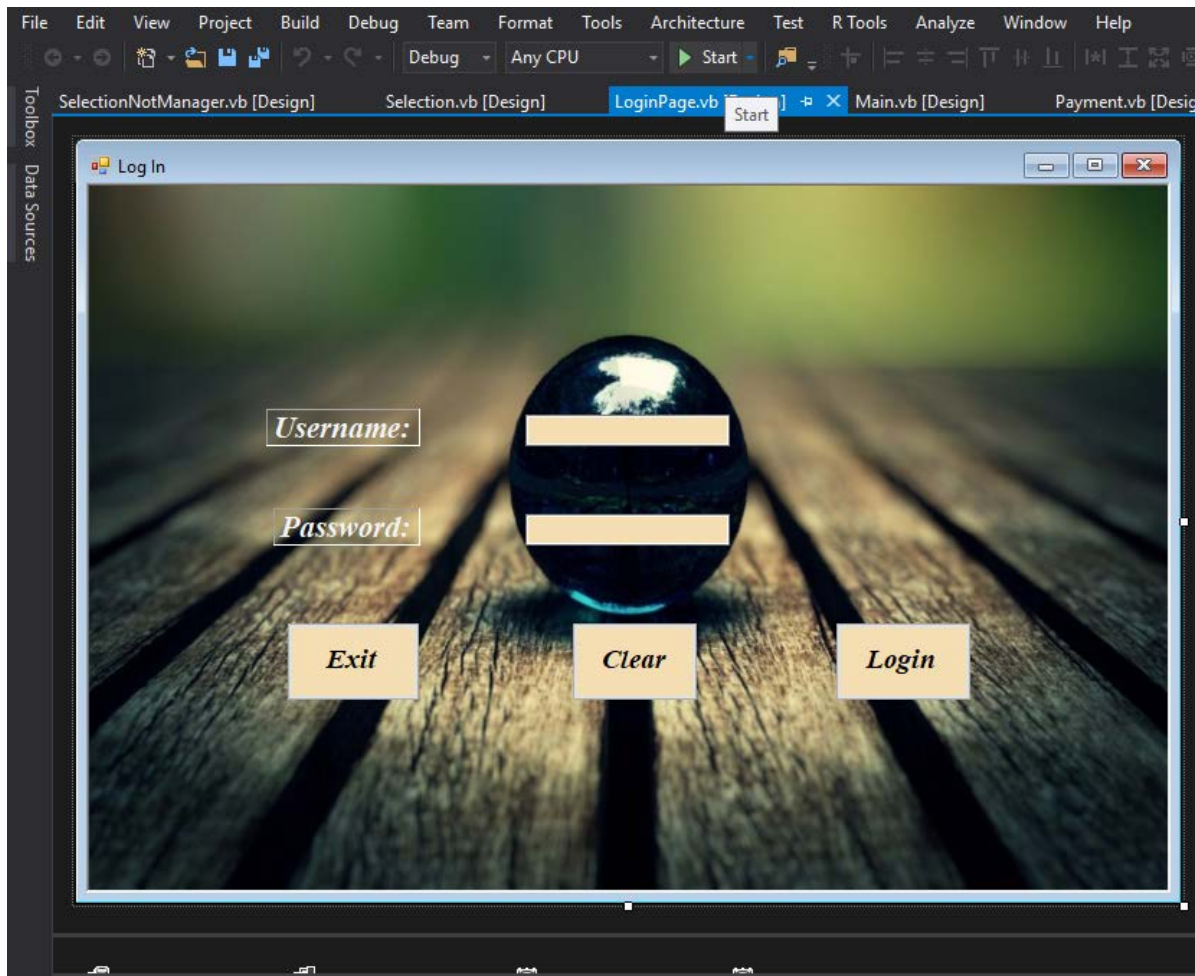 File Edit View Project Build Debug Team Format Tools Architecture Test R Tools Analyze Window Help
Debug Any CPU Start
SelectionNotManager.vb [Design] Selection.vb [Design] LoginPage.vb Main.vb [Design] Payment.vb [Desig
Start
Toolbox
Data Sources
Log In
Username:
Password:
Exit Clear Login